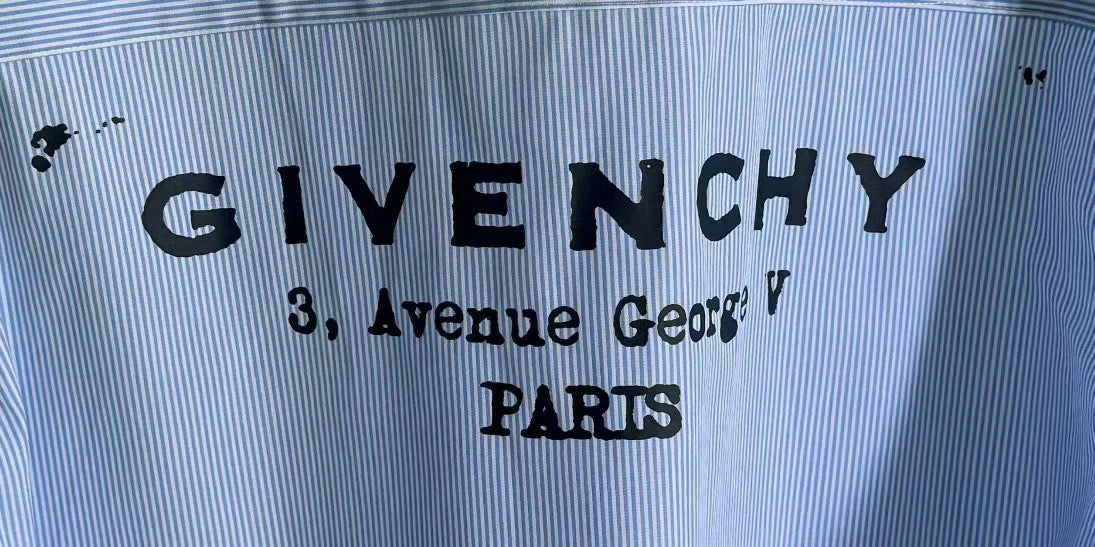 GIVENCHY
3, Avenue George V
PARIS